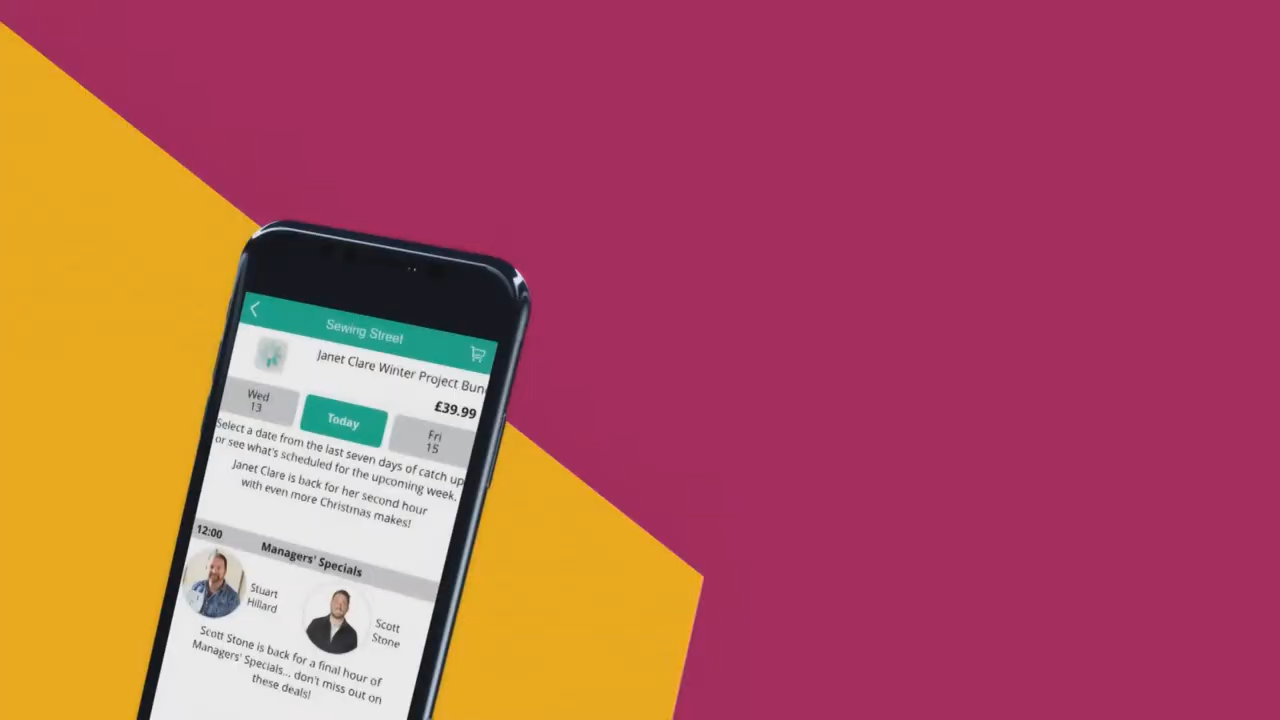 Sewing Street
Janet Clare Winter Project Bun
£39.99
Wed
13
Today
Fri
15
Select a date from the last seven days of catch up
or see what's scheduled for the upcoming week.
Janet Clare is back for her second hour
with even more Christmas makes!
12:00
Managers' Specials
Stuart
Hillard
Scott
Stone
Scott Stone is back for a final hour of
Managers' Specials... don't miss out on
these deals!